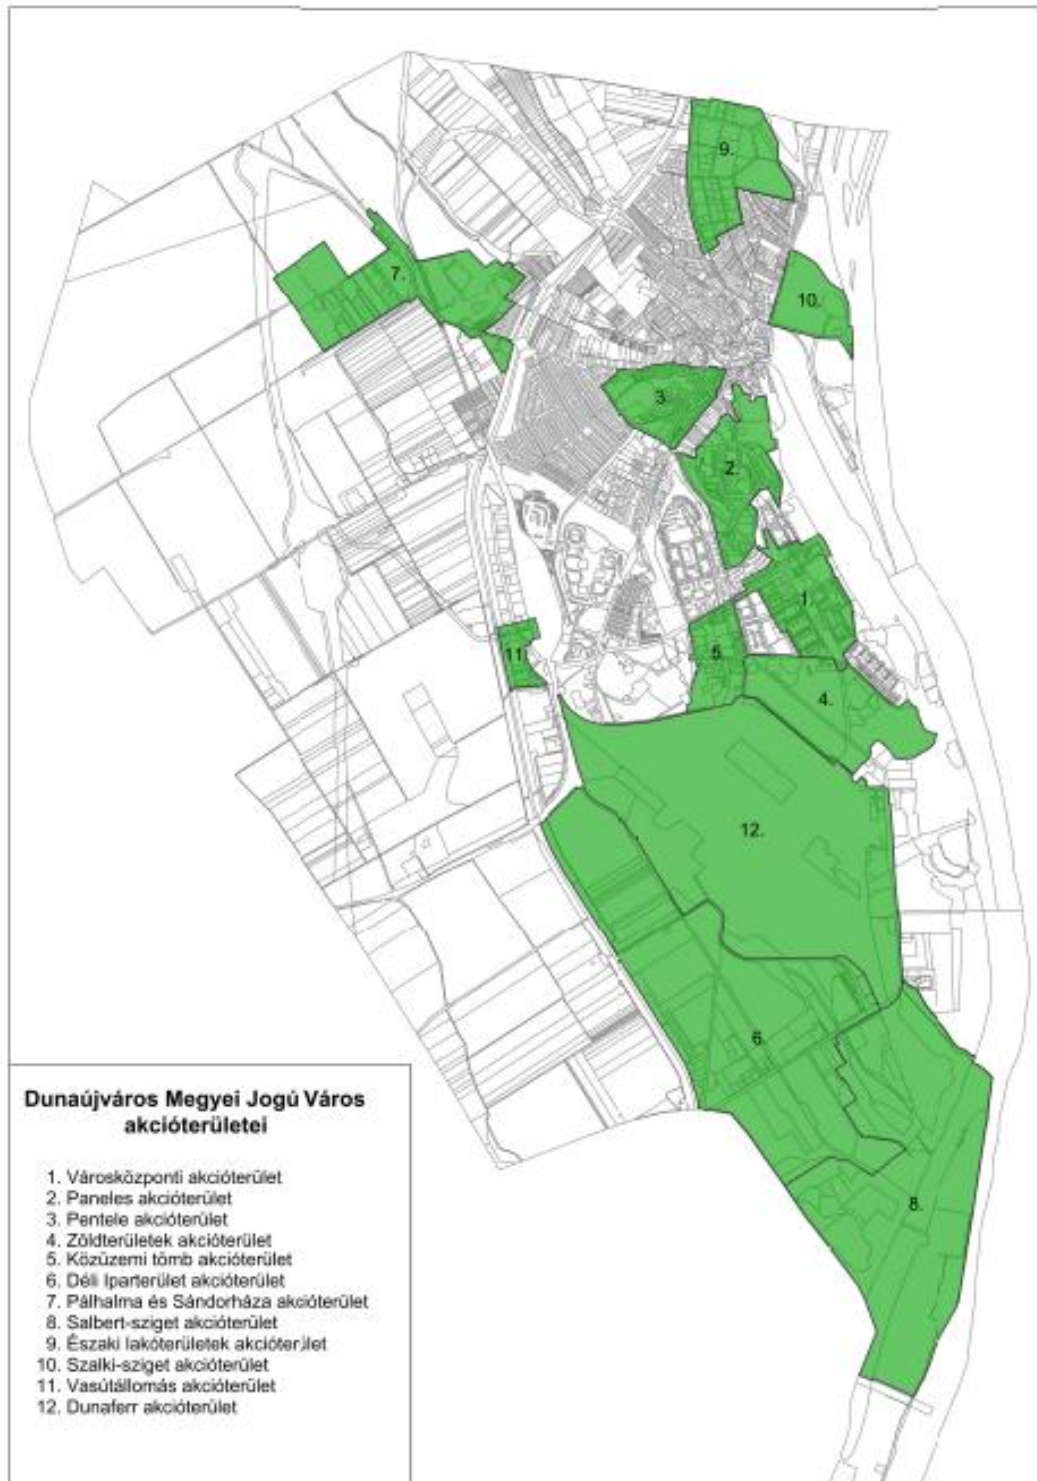 9.
7.
10.
3.
2.
1.
11.
5.
4.
12.
6.
8.
Dunaújváros Megyei Jogú Város
akcióterületei
1. Városközponti akcióterület
2. Paneles akcióterület
3. Pentele akcióterület
4. Zöldterületek akcióterület
5. Közüzemi tömb akcióterület
6. Déli Iparterület akcióterület
7. Pálhalma és Sándorháza akcióterület
8. Salbert-sziget akcióterület
9. Északi lakóterületek akcióterület
10. Szalki-sziget akcióterület
11. Vasútállomás akcióterület
12. Dunaferr akcióterület